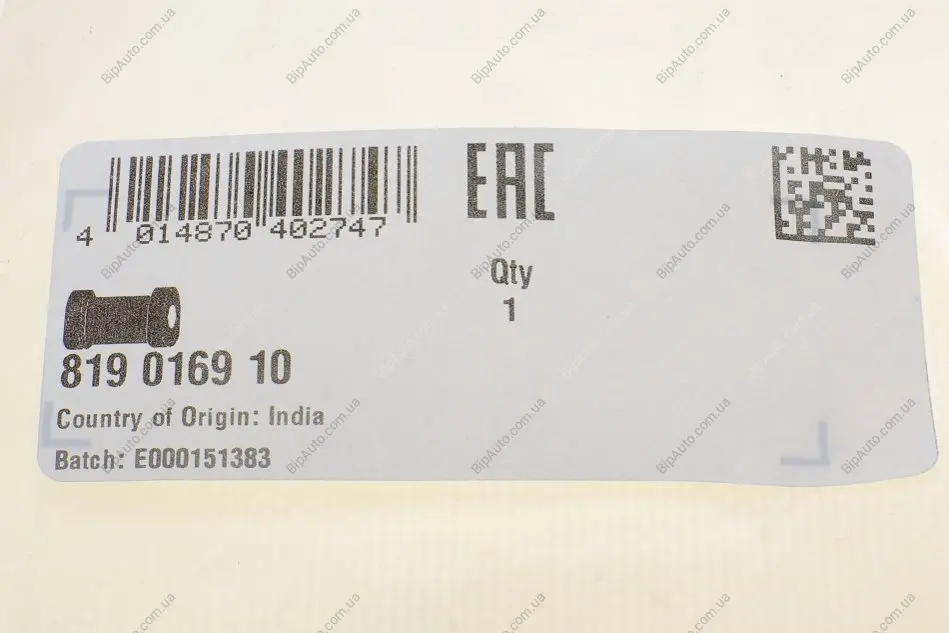 4 014870 402747
EAC
Qty
1
819 0169 10
Country of Origin: India
Batch: E000151383
BipAuto.com.ua